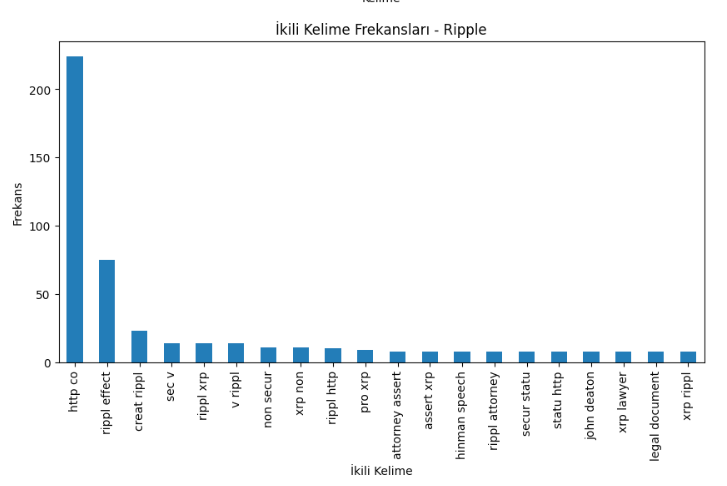 Kelime
İkili Kelime Frekansları - Ripple
Frekans
200
150
100
50
0
http co
rippl effect
creat rippl
sec v
rippl xrp
v rippl
non secur
xrp non
rippl http
pro xrp
attorney assert
assert xrp
hinman speech
rippl attorney
secur statu
statu http
john deaton
xrp lawyer
legal document
xrp rippl
İkili Kelime